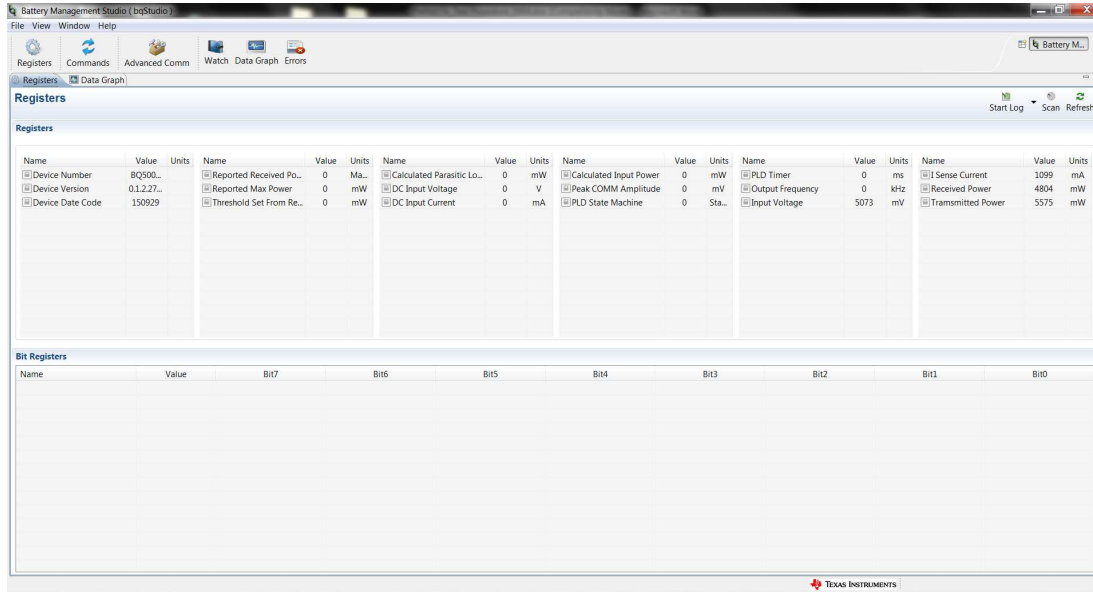 Battery Management Studio ( bqStudio )
File View Window Help
Registers Commands Advanced Comm Watch Data Graph Errors
Battery M...
Registers Data Graph
Registers
Start Log Scan Refresh
Registers
Name Value Units Name Value Units Name Value Units Name Value Units Name Value Units Name Value Units
Device Number BQ500... Reported Received Po... 0 Ma... Calculated Parasitic Lo... 0 mW Calculated Input Power 0 mW PLD Timer 0 ms I Sense Current 1099 mA
Device Version 0.1.2.27... Reported Max Power 0 mW DC Input Voltage 0 V Peak COMM Amplitude 0 mV Output Frequency 0 kHz Received Power 4804 mW
Device Date Code 150929 Threshold Set From Re... 0 mW DC Input Current 0 mA PLD State Machine 0 Sta... Input Voltage 5073 mV Tramsmitted Power 5575 mW
Bit Registers
Name Value Bit7 Bit6 Bit5 Bit4 Bit3 Bit2 Bit1 Bit0
TEXAS INSTRUMENTS